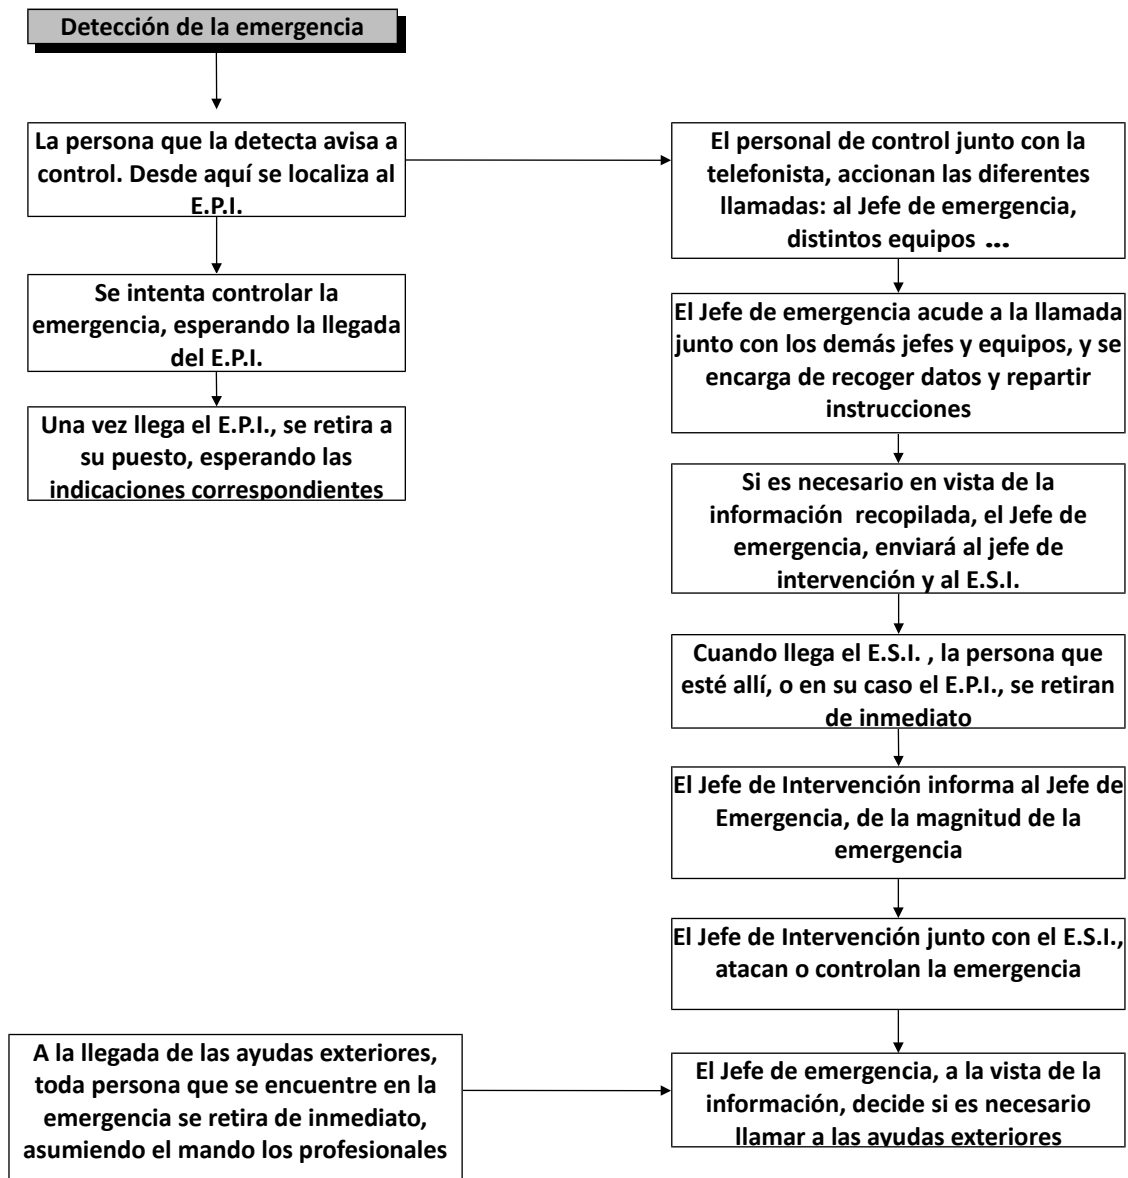 Detección de la emergencia
La persona que la detecta avisa a
control. Desde aquí se localiza al
E.P.I.
Se intenta controlar la
emergencia, esperando la llegada
del E.P.I.
Una vez llega el E.P.I., se retira a
su puesto, esperando las
indicaciones correspondientes
El personal de control junto con la
telefonista, accionan las diferentes
llamadas: al Jefe de emergencia,
distintos equipos ...
El Jefe de emergencia acude a la llamada
junto con los demás jefes y equipos, y se
encarga de recoger datos y repartir
instrucciones
Si es necesario en vista de la
información recopilada, el Jefe de
emergencia, enviará al jefe de
intervención y al E.S.I.
Cuando llega el E.S.I. , la persona que
esté allí, o en su caso el E.P.I., se retiran
de inmediato
El Jefe de Intervención informa al Jefe de
Emergencia, de la magnitud de la
emergencia
El Jefe de Intervención junto con el E.S.I.,
atacan o controlan la emergencia
El Jefe de emergencia, a la vista de la
información, decide si es necesario
llamar a las ayudas exteriores
A la llegada de las ayudas exteriores,
toda persona que se encuentre en la
emergencia se retira de inmediato,
asumiendo el mando los profesionales